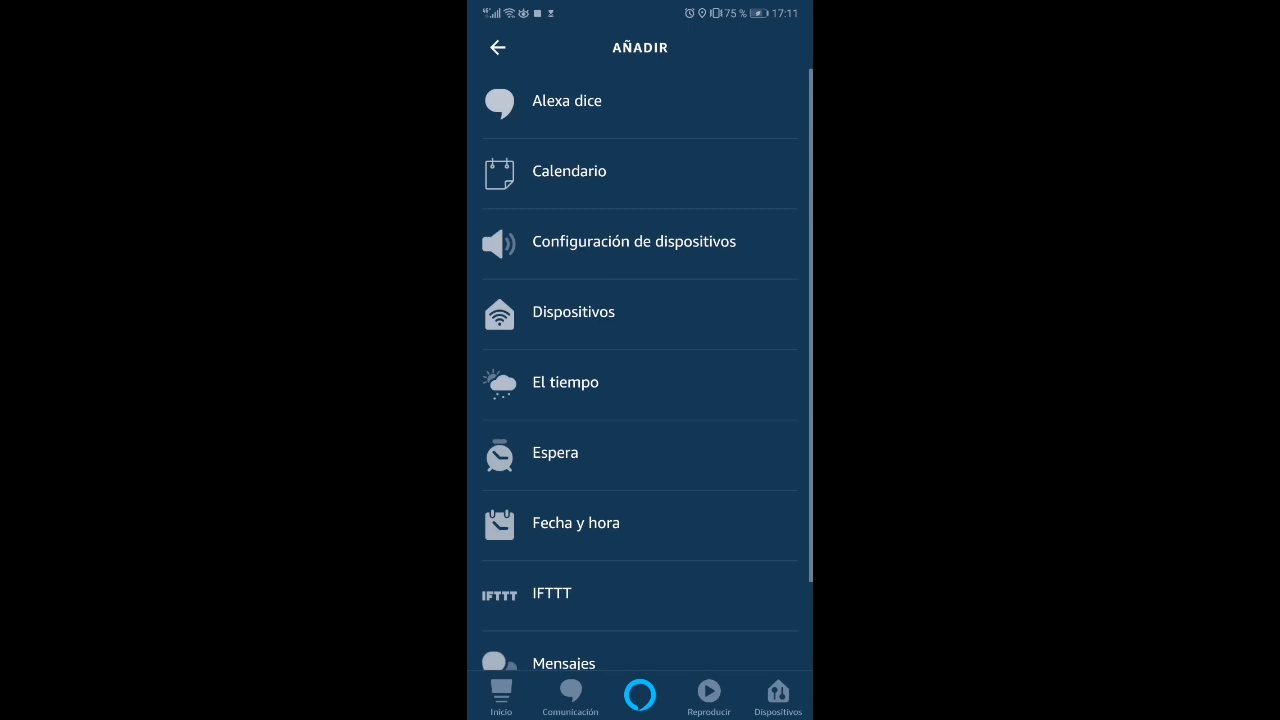 75 % 17:11
AÑADIR
Alexa dice
Calendario
Configuración de dispositivos
Dispositivos
El tiempo
Espera
Fecha y hora
IFTTT IFTTT
Mensajes
Inicio Comunicación Reproducir Dispositivos